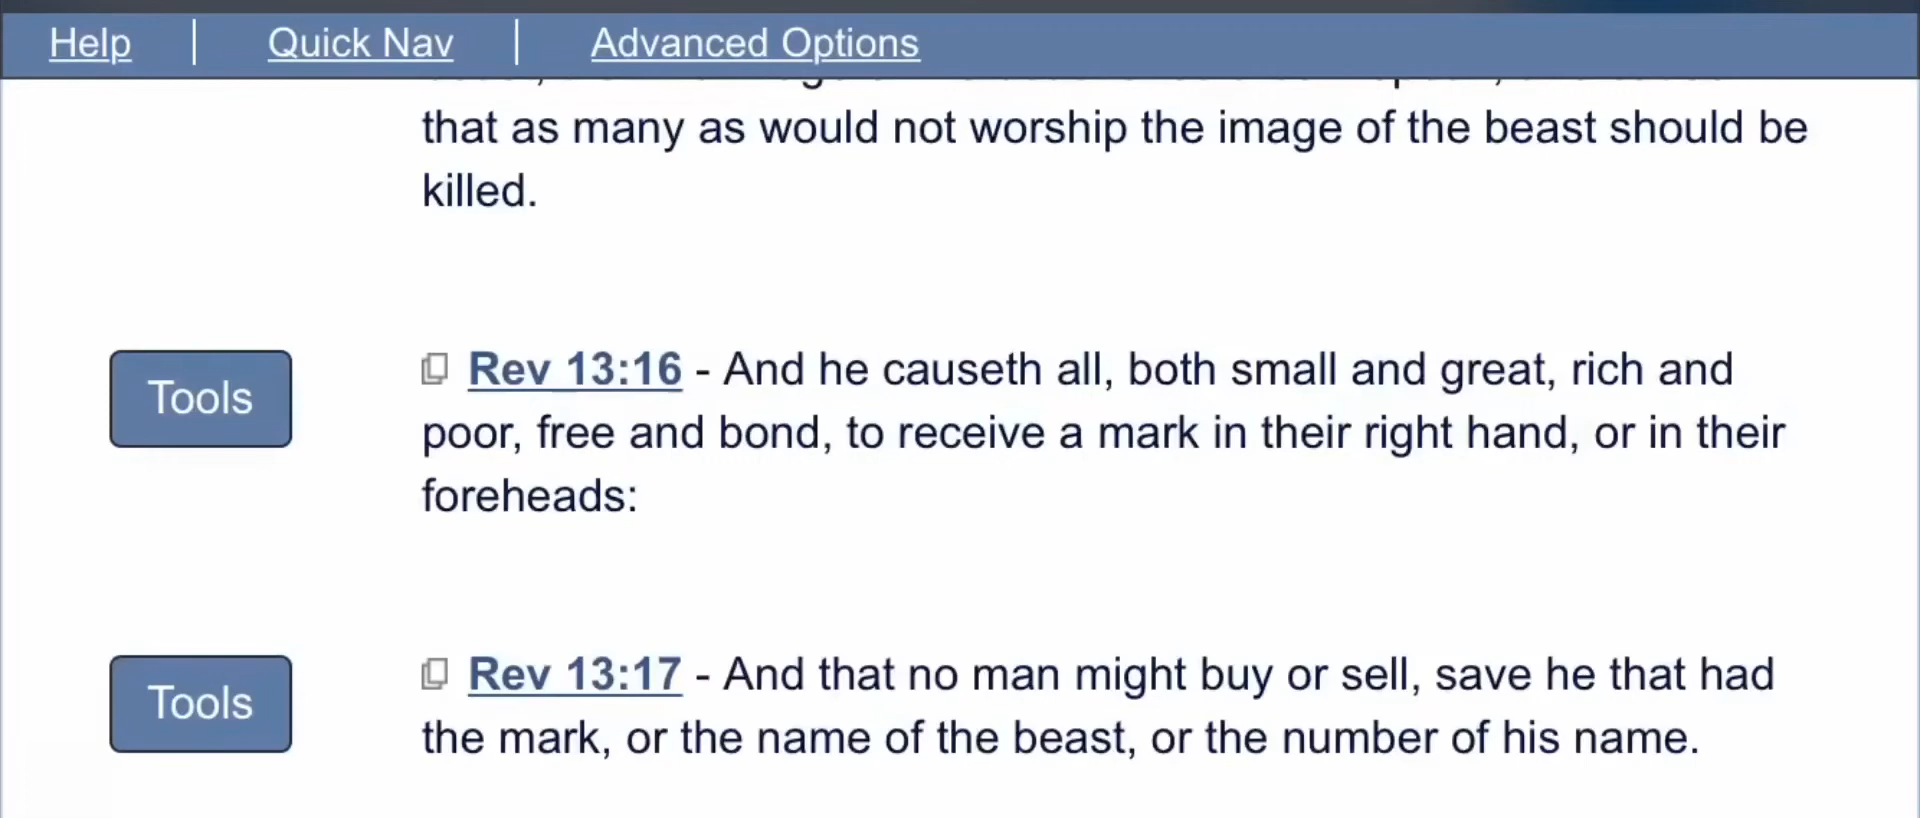 Help | Quick Nav | Advanced Options
that as many as would not worship the image of the beast should be
killed.
Tools
Rev 13:16 - And he causeth all, both small and great, rich and
poor, free and bond, to receive a mark in their right hand, or in their
foreheads:
Tools
Rev 13:17 - And that no man might buy or sell, save he that had
the mark, or the name of the beast, or the number of his name.